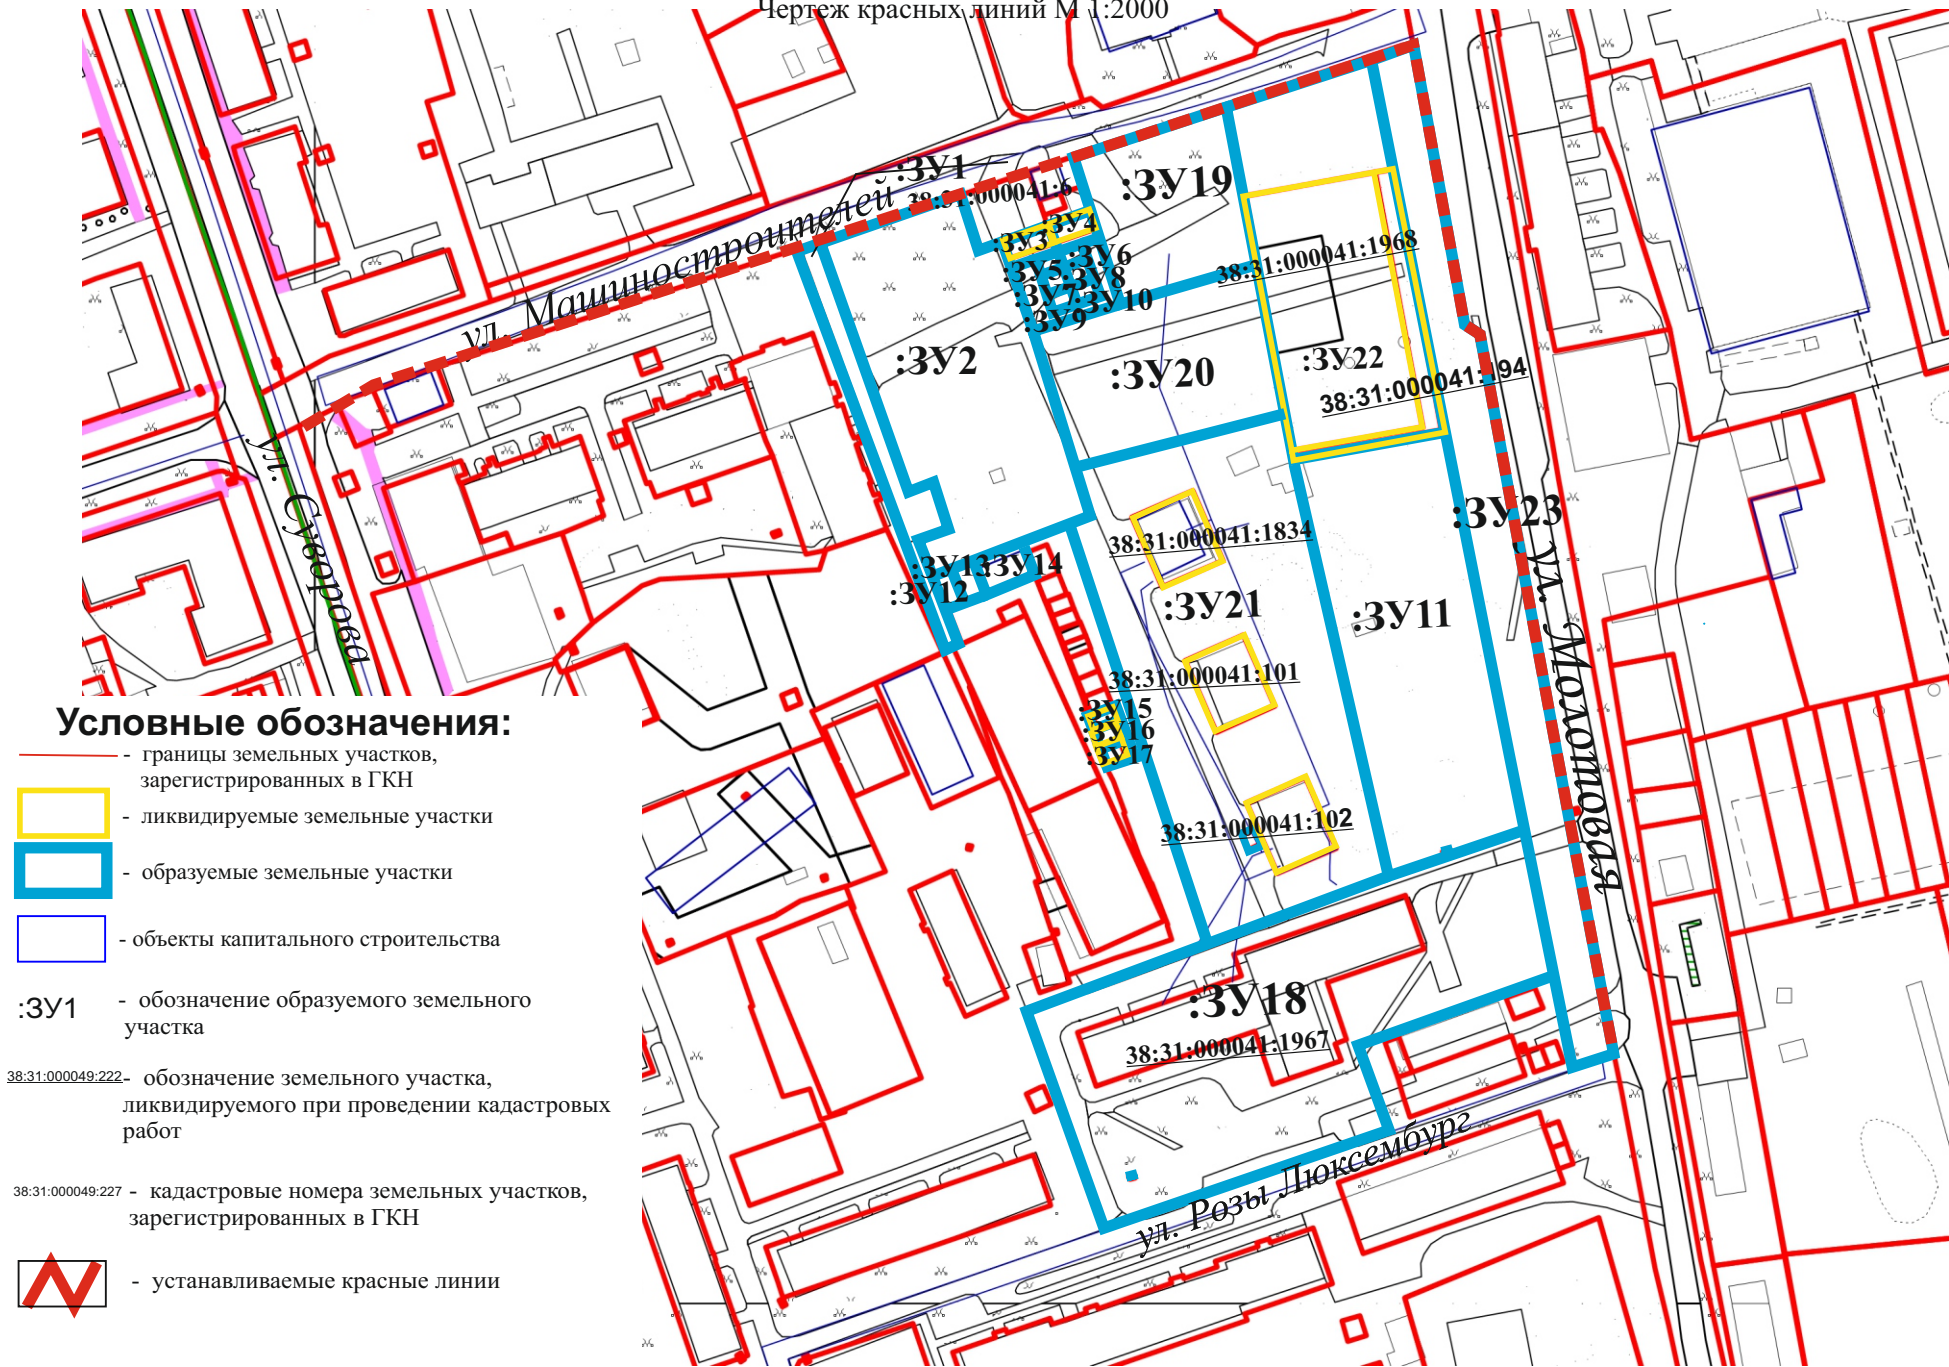 Чертеж красных линий М 1:2000
:ЗУ1
38:31:000041:6
:ЗУ19
ул. Машиностроителей
:ЗУ4
:ЗУ3
:ЗУ6
:ЗУ5
:ЗУ8
:ЗУ7
:ЗУ10
:ЗУ9
38:31:000041:1968
:ЗУ2
:ЗУ20
:ЗУ22
38:31:000041:194
ул. Суворова
:ЗУ23
38:31:000041:1834
:ЗУ13
:ЗУ14
:ЗУ12
:ЗУ21
:ЗУ11
ул. Молотовая
38:31:000041:101
:ЗУ15
:ЗУ16
:ЗУ17
38:31:000041:102
:ЗУ18
38:31:000041:1967
ул. Розы Люксембург
Условные обозначения:
- границы земельных участков,
зарегистрированных в ГКН
- ликвидируемые земельные участки
- образуемые земельные участки
- объекты капитального строительства
:ЗУ1 - обозначение образуемого земельного
участка
38:31:000049:222 - обозначение земельного участка,
ликвидируемого при проведении кадастровых
работ
38:31:000049:227 - кадастровые номера земельных участков,
зарегистрированных в ГКН
- устанавливаемые красные линии